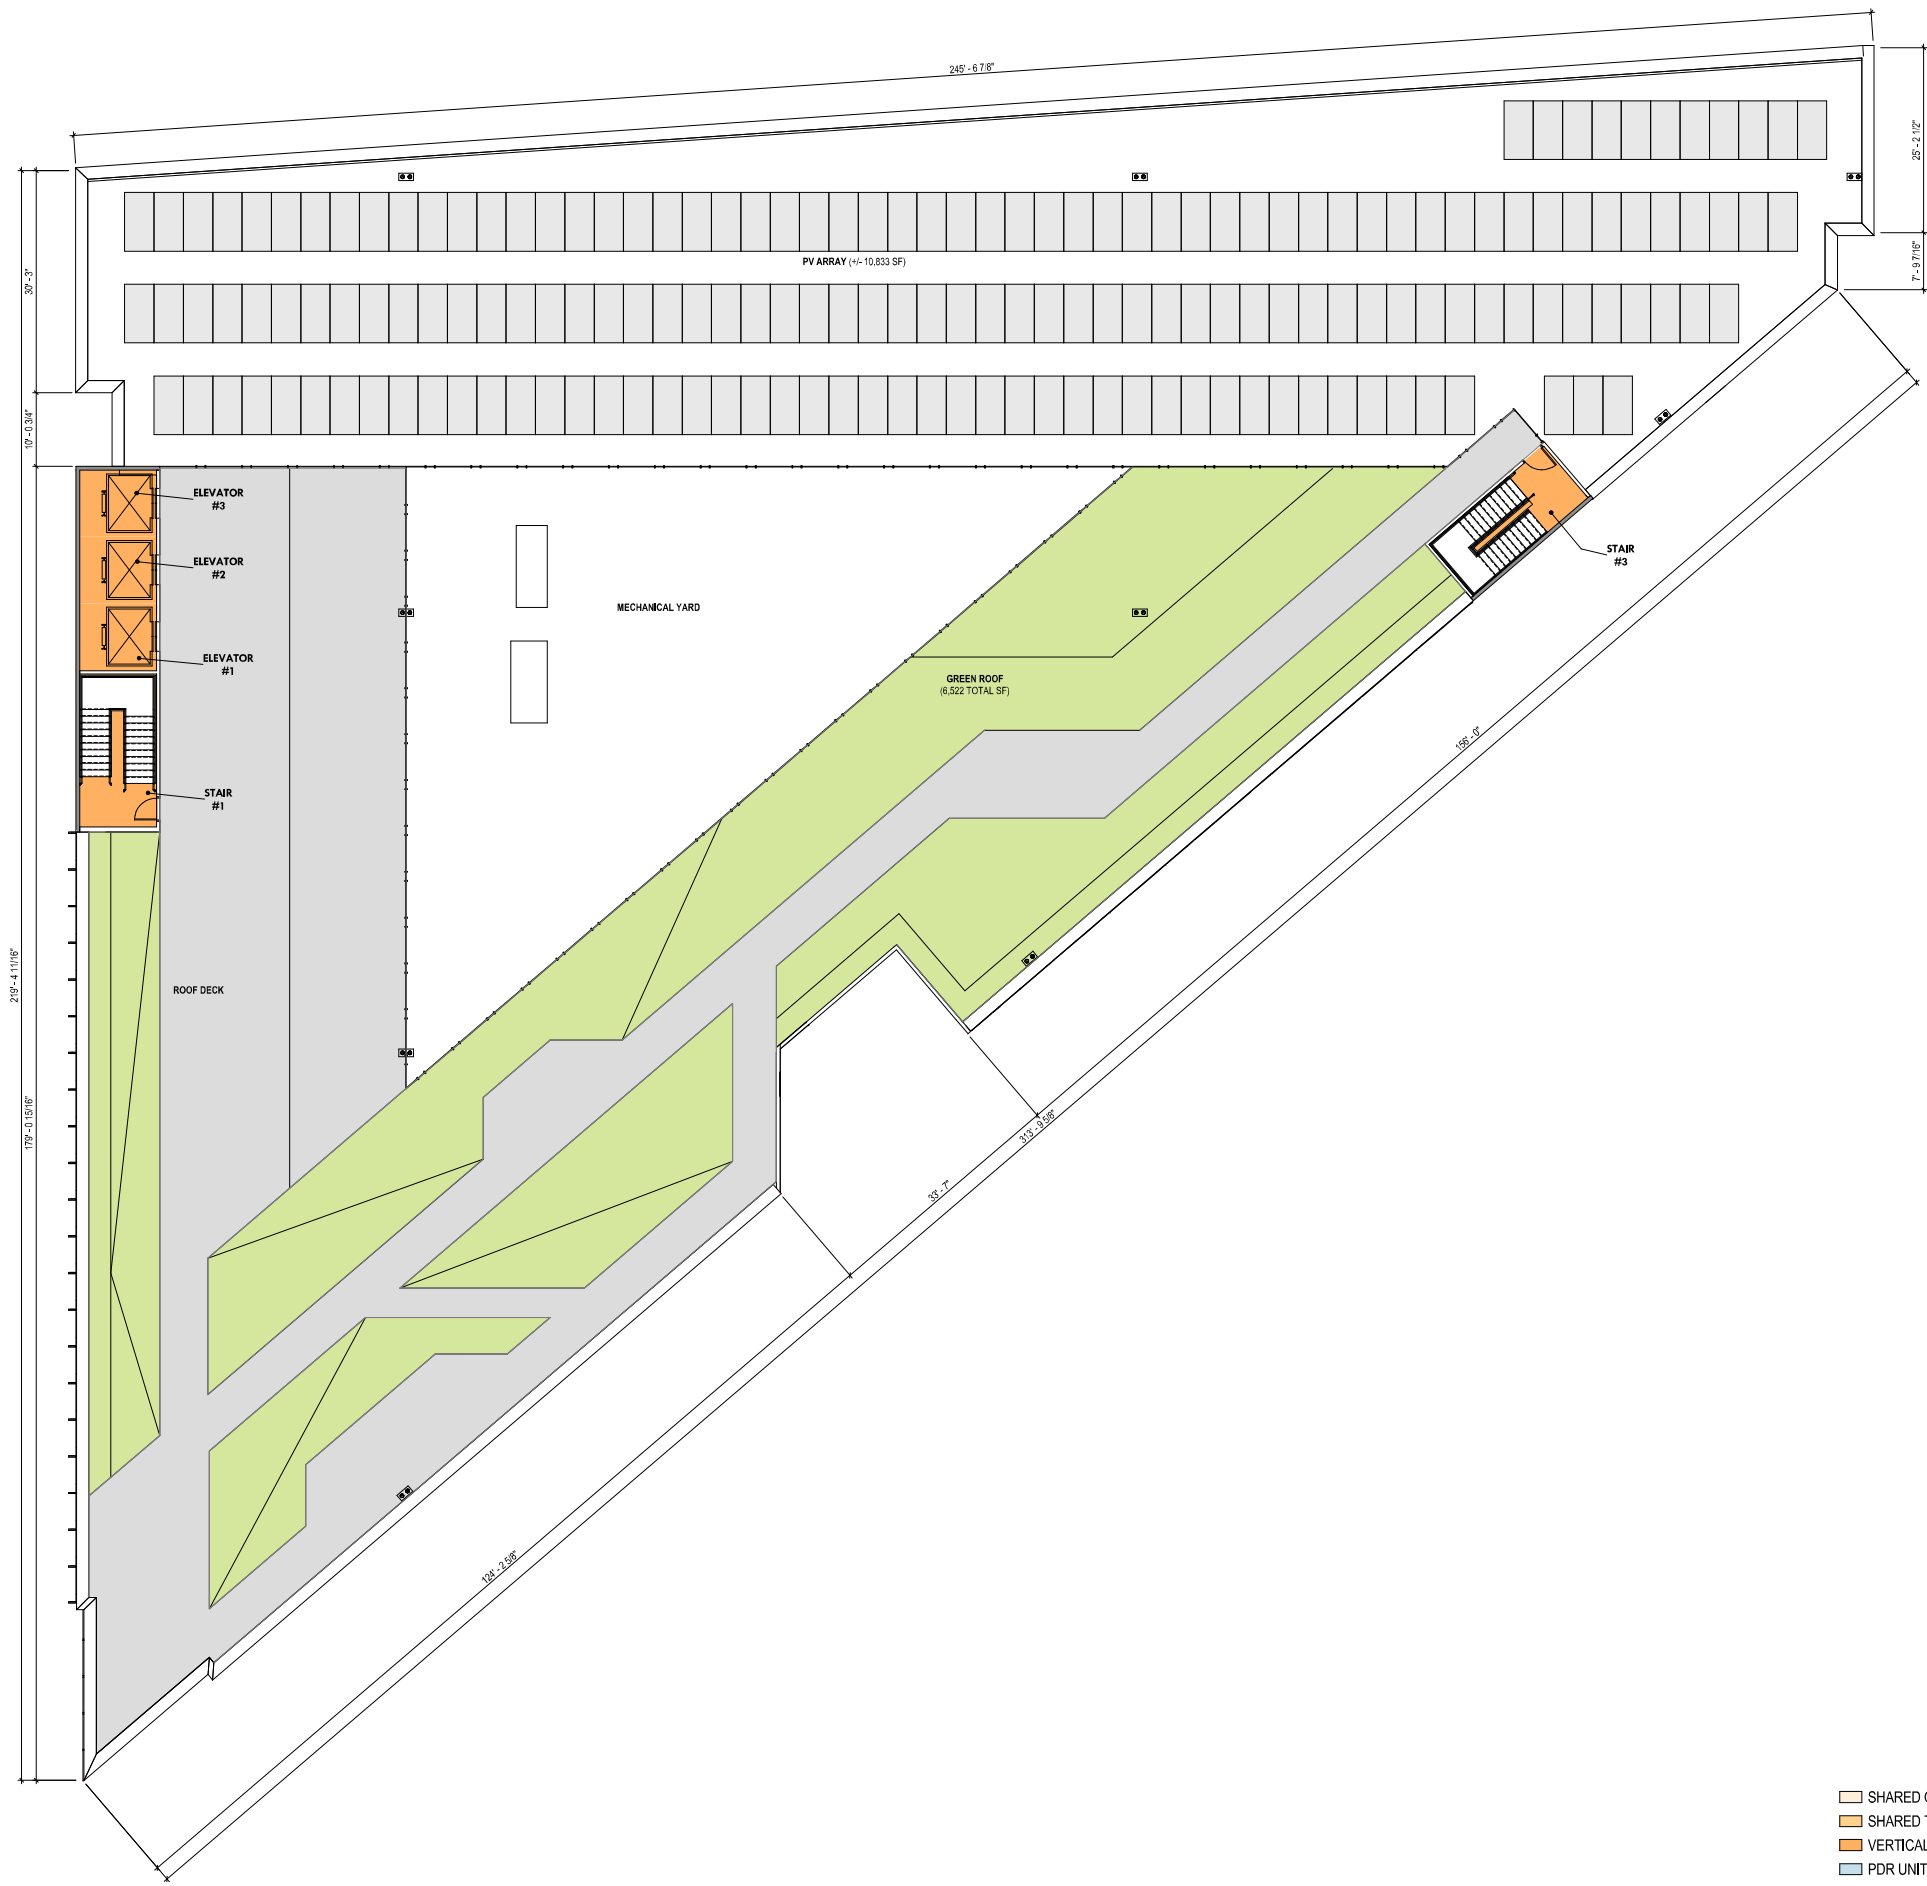 245' - 6 7/8"
25' - 2 1/2"
7' - 9 7/16"
30' - 3"
10' - 0 3/4"
PV ARRAY (+/- 10,833 SF)
ELEVATOR
#3
ELEVATOR
#2
ELEVATOR
#1
STAIR
#3
MECHANICAL YARD
GREEN ROOF
(6,522 TOTAL SF)
STAIR
#1
156' - 0"
219' - 4 11/16"
ROOF DECK
179' - 0 15/16"
313' - 9 5/8"
33' - 7"
124' - 2 5/8"
SHARED
SHARED
VERTICAL
PDR UNIT